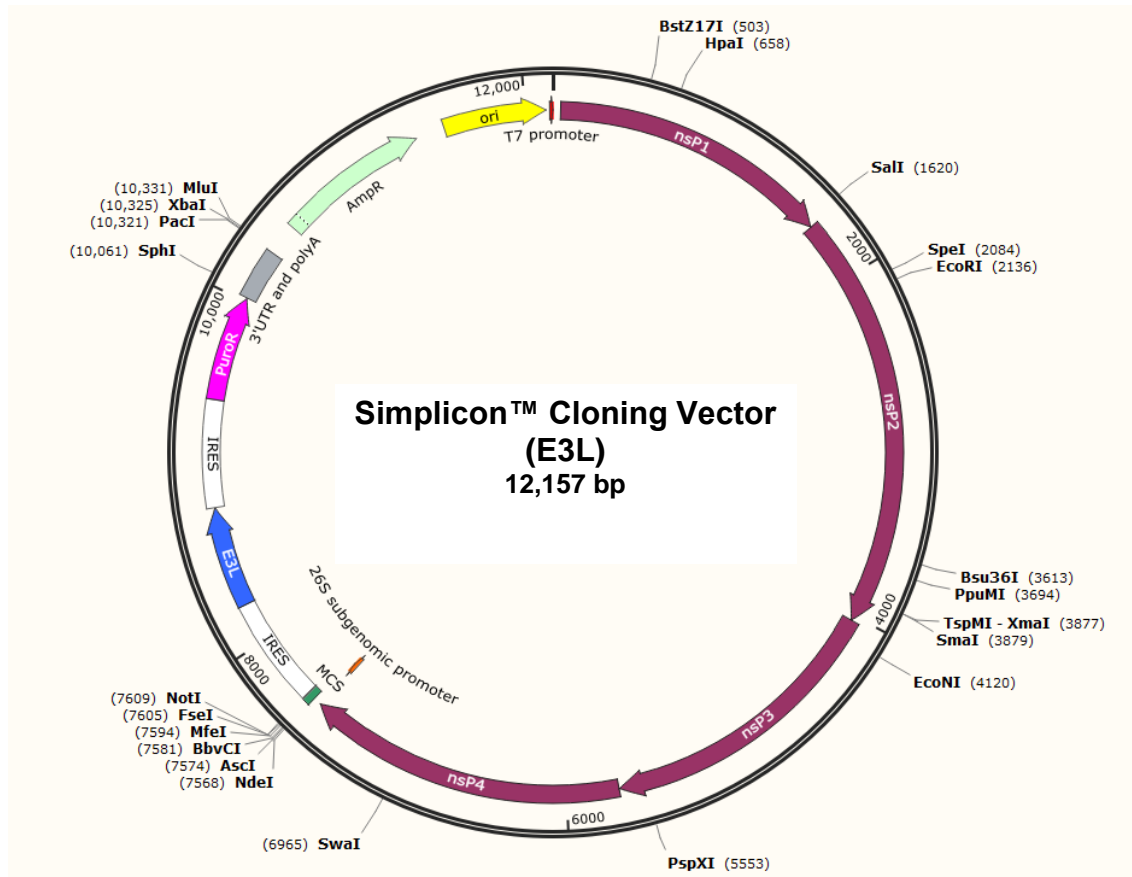 BstZ17I (503)
HpaI (658)
12,000
ori
T7 promoter
nsP1
SalI (1620)
AmpR
(10,331) MluI
(10,325) XbaI
(10,321) PacI
(10,061) SphI
2000
SpeI (2084)
EcoRI (2136)
3'UTR and polyA
10,000
PuroR
nsP2
Simplicon™ Cloning Vector
(E3L)
12,157 bp
IRES
E3L
Bsu36I (3613)
PpuMI (3694)
4000
TspMI - XmaI (3877)
SmaI (3879)
EcoNI (4120)
26S subgenomic promoter
IRES
MCS
8000
(7609) NotI
(7605) FseI
(7594) MfeI
(7581) BbvCI
(7574) AscI
(7568) NdeI
nsP3
nsP4
6000
(6965) SwaI
PspXI (5553)